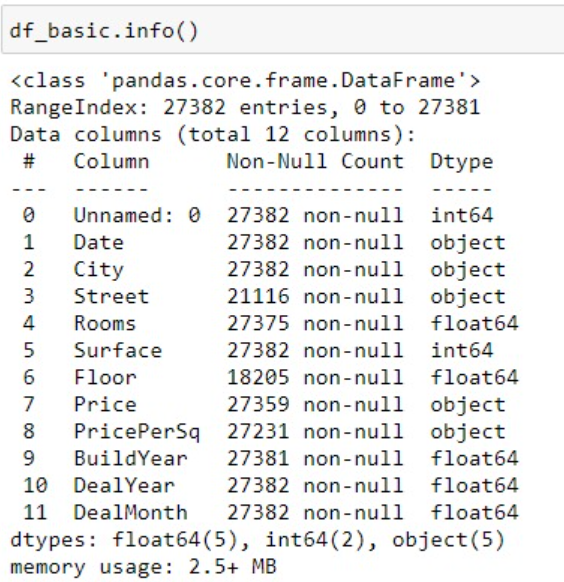 df_basic.info()
<class 'pandas.core.frame.DataFrame'>
RangeIndex: 27382 entries, 0 to 27381
Data columns (total 12 columns):
 #   Column      Non-Null Count  Dtype
---  ------      --------------  -----
 0   Unnamed: 0  27382 non-null  int64
 1   Date        27382 non-null  object
 2   City        27382 non-null  object
 3   Street      21116 non-null  object
 4   Rooms       27375 non-null  float64
 5   Surface     27382 non-null  int64
 6   Floor       18205 non-null  float64
 7   Price       27359 non-null  object
 8   PricePerSq  27231 non-null  object
 9   BuildYear   27381 non-null  float64
 10  DealYear    27382 non-null  float64
 11  DealMonth   27382 non-null  float64
dtypes: float64(5), int64(2), object(5)
memory usage: 2.5+ MB